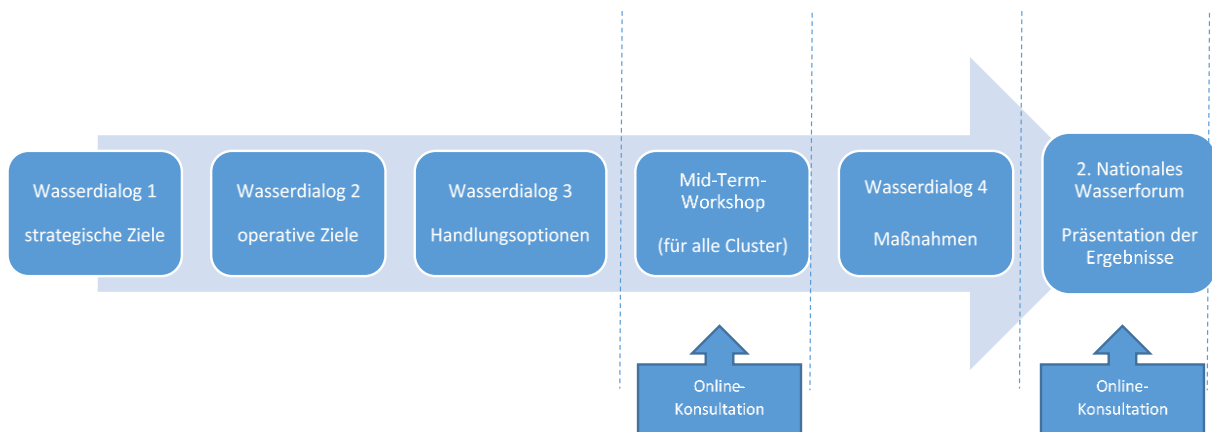 Wasserdialog 1
strategische Ziele
Wasserdialog 2
operative Ziele
Wasserdialog 3
Handlungsoptionen
Mid-Term-
Workshop
(für alle Cluster)
Wasserdialog 4
Maßnahmen
2. Nationales
Wasserforum
Präsentation der
Ergebnisse
Online-
Konsultation
Online-
Konsultation